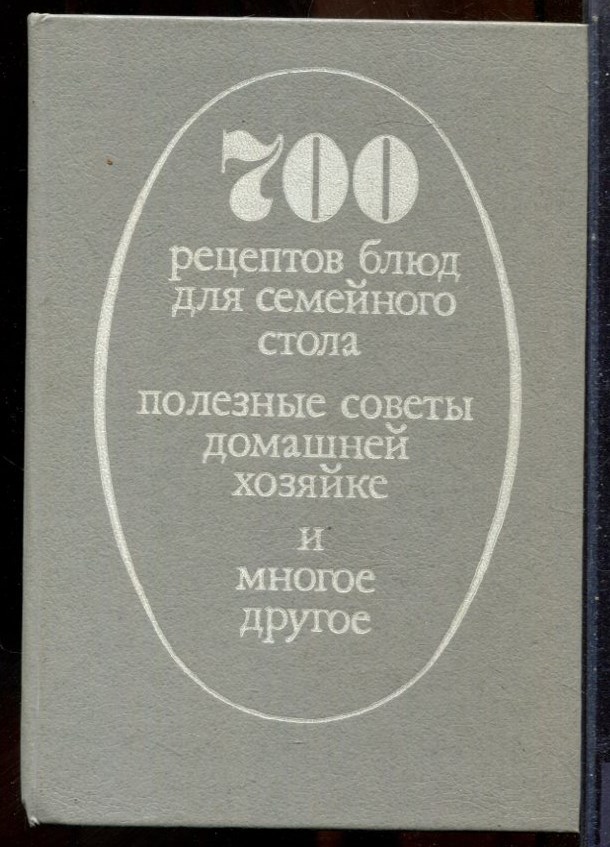 700
рецептов блюд
для семейного
стола
полезные советы
домашней
хозяйке
и
многое
другое